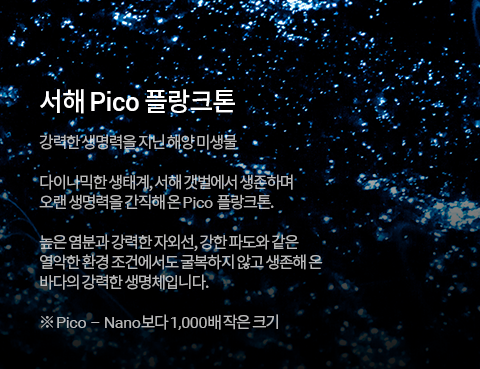 서해 Pico 플랑크톤
강력한 생명력을 지닌 해양 미생물
다이나믹한 생태계, 서해 갯벌에서 생존하며
오랜 생명력을 간직해 온 Pico 플랑크톤.
높은 염분과 강력한 자외선, 강한 파도와 같은
열악한 환경 조건에서도 굴복하지 않고 생존해 온
바다의 강력한 생명체입니다.
※ Pico – Nano보다 1,000배 작은 크기